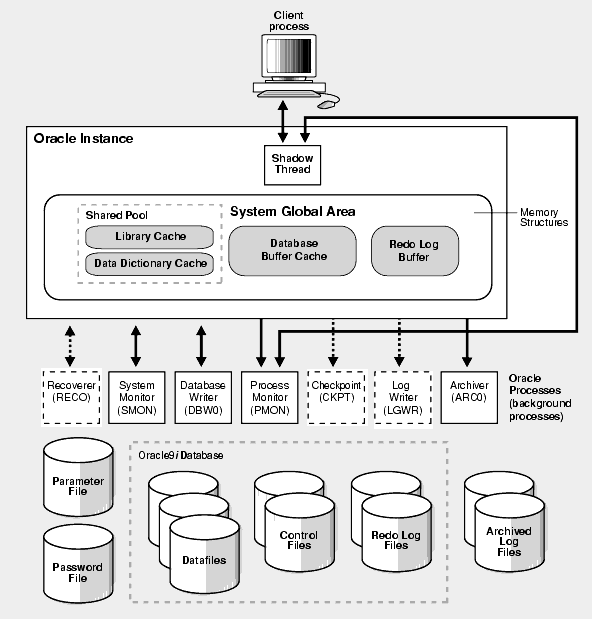 Client
process
Oracle Instance
Shadow
Thread
Shared Pool
System Global Area
Memory
Structures
Library Cache
Data Dictionary Cache
Database
Buffer Cache
Redo Log
Buffer
Recoverer
(RECO)
System
Monitor
(SMON)
Database
Writer
(DBW0)
Process
Monitor
(PMON)
Checkpoint
(CKPT)
Log
Writer
(LGWR)
Archiver
(ARC0)
Oracle
Processes
(background
processes)
Parameter
File
Password
File
Oracle9i Database
Datafiles
Control
Files
Redo Log
Files
Archived
Log
Files